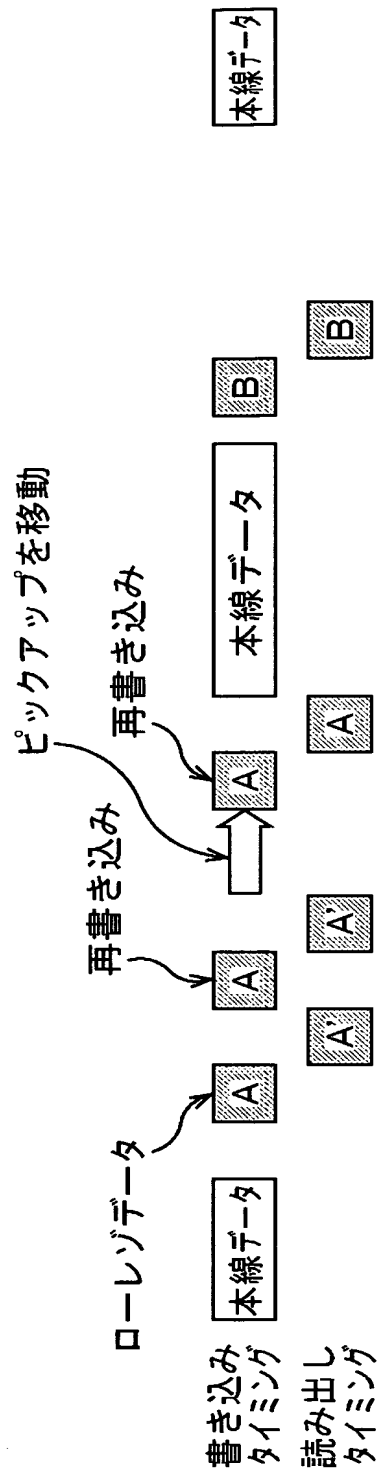 ピックアップを移動
再書き込み
再書き込み
ローレゾデータ
書き込み
タイミング
本線データ
A
A
A
本線データ
B
本線データ
読み出し
タイミング
A'
A'
A
B